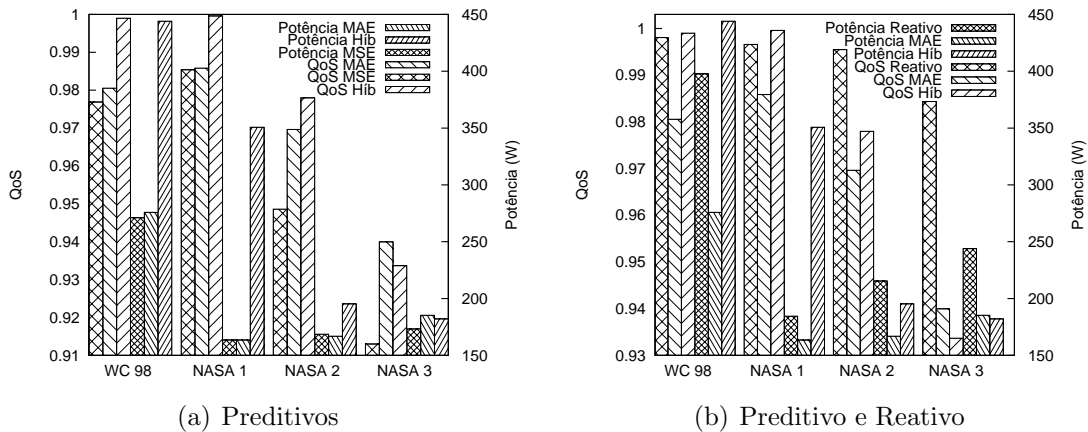 1
0.99
0.98
0.97
0.96
0.95
0.94
0.93
0.92
0.91
QoS
450
400
350
300
250
200
150
Potência (W)
Potência MAE
Potência Híb
Potência MSE
QoS MAE
QoS MSE
QoS Híb
WC 98 NASA 1 NASA 2 NASA 3
(a) Preditivos
1
0.99
0.98
0.97
0.96
0.95
0.94
0.93
QoS
450
400
350
300
250
200
150
Potência (W)
Potência Reativo
Potência MAE
Potência Híb
QoS Reativo
QoS MAE
QoS Híb
WC 98 NASA 1 NASA 2 NASA 3
(b) Preditivo e Reativo